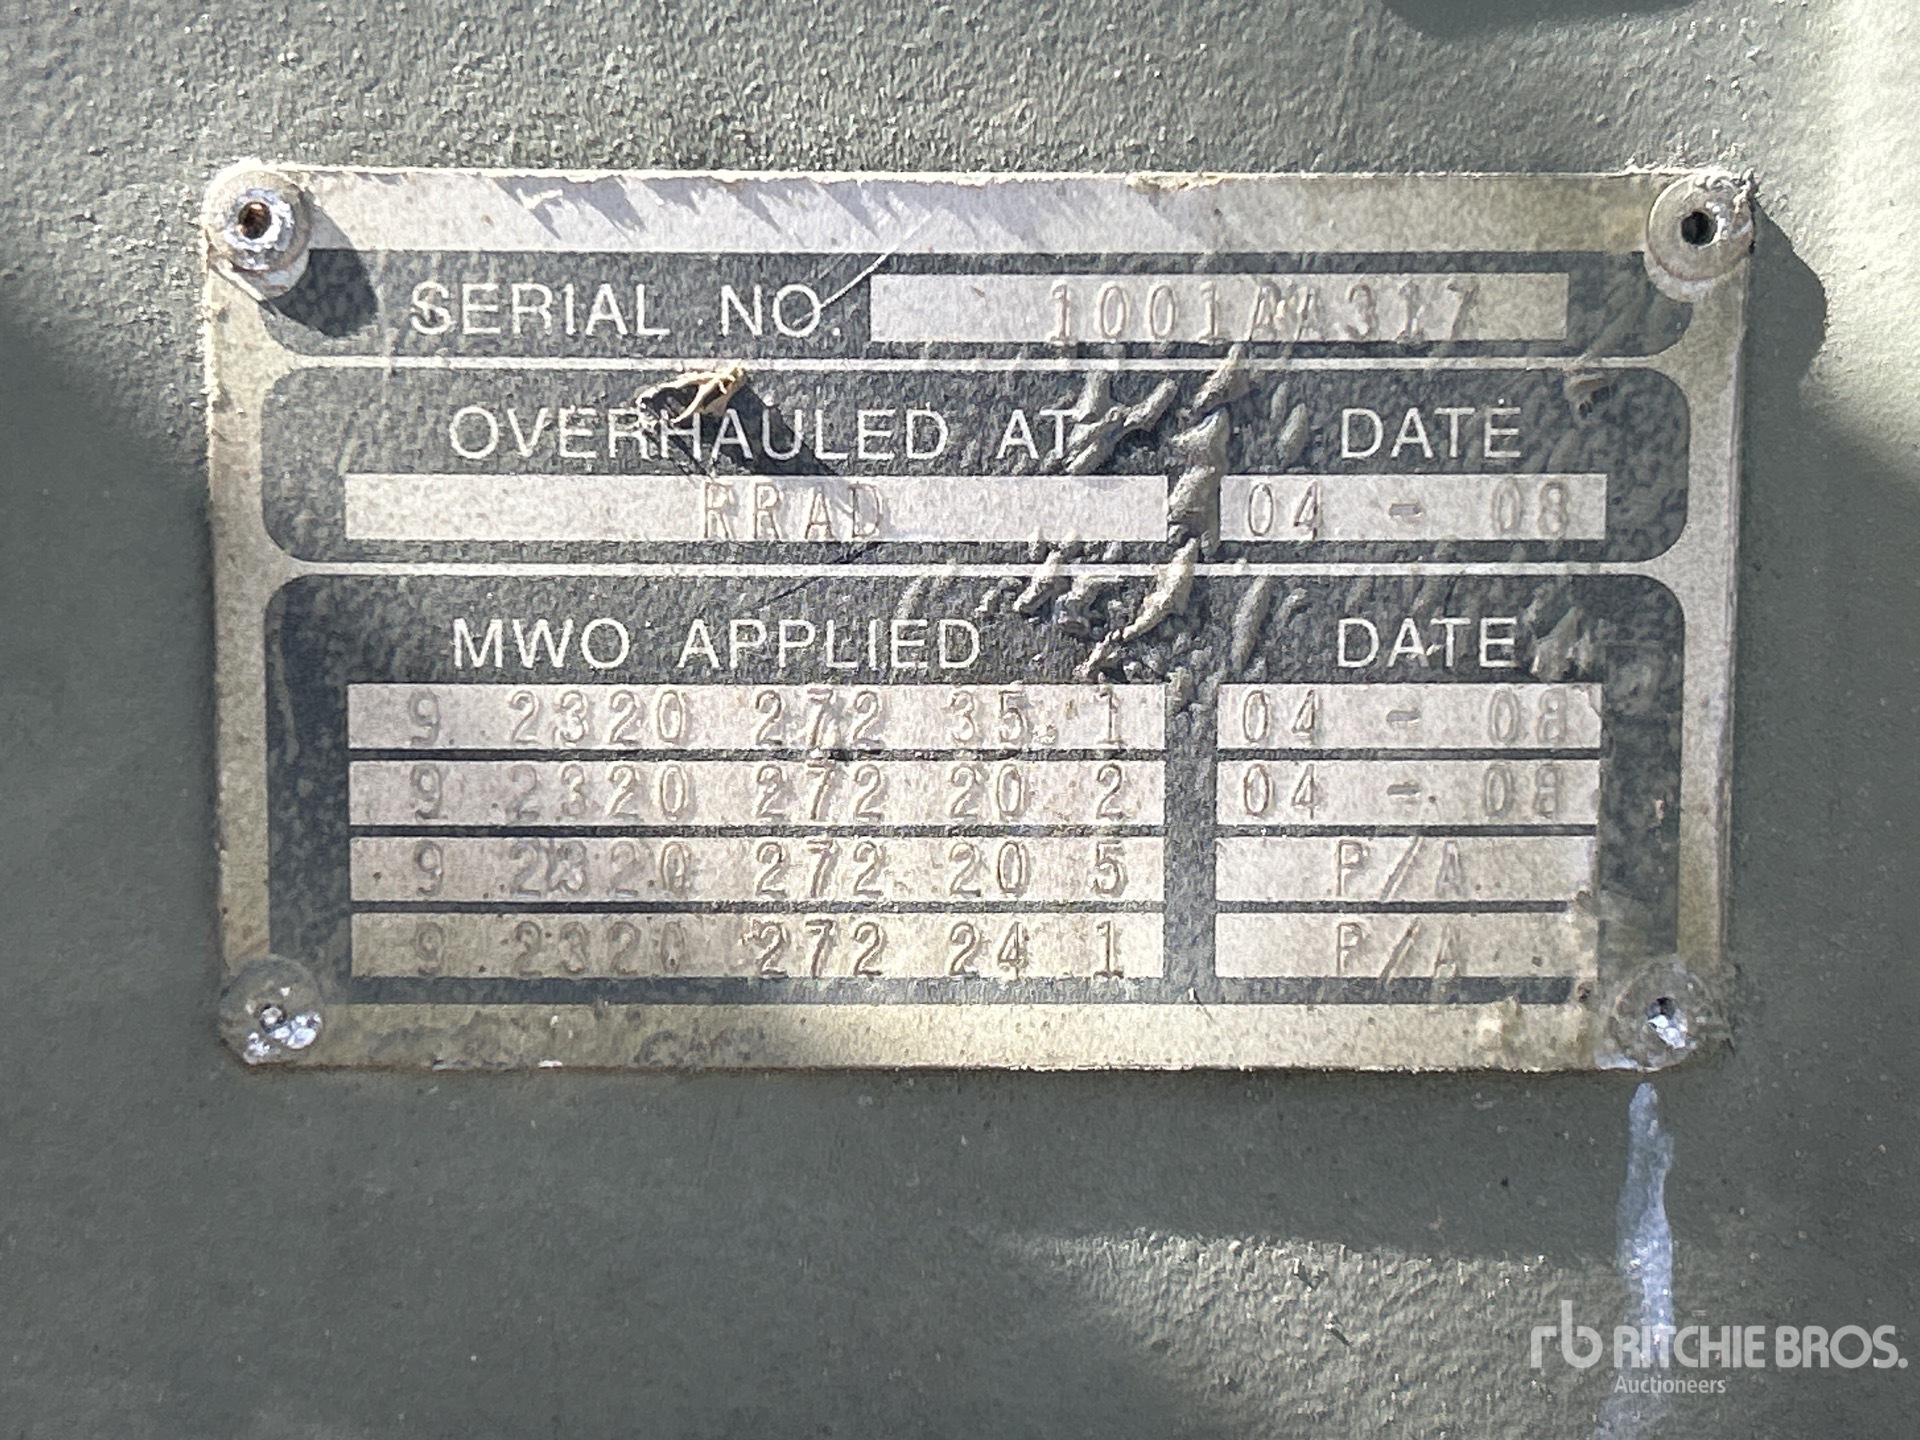 SERIAL NO. 1001AA317
OVERHAULED AT DATE
RRAD 04 - 08
MWO APPLIED DATE
9 2320 272 35.1 04 - 08
9 2320 272 20 2 04 - 08
9 2320 272 20 5 P/A
9 2320 272 24 1 P/A
rb RITCHIE BROS.
Auctioneers